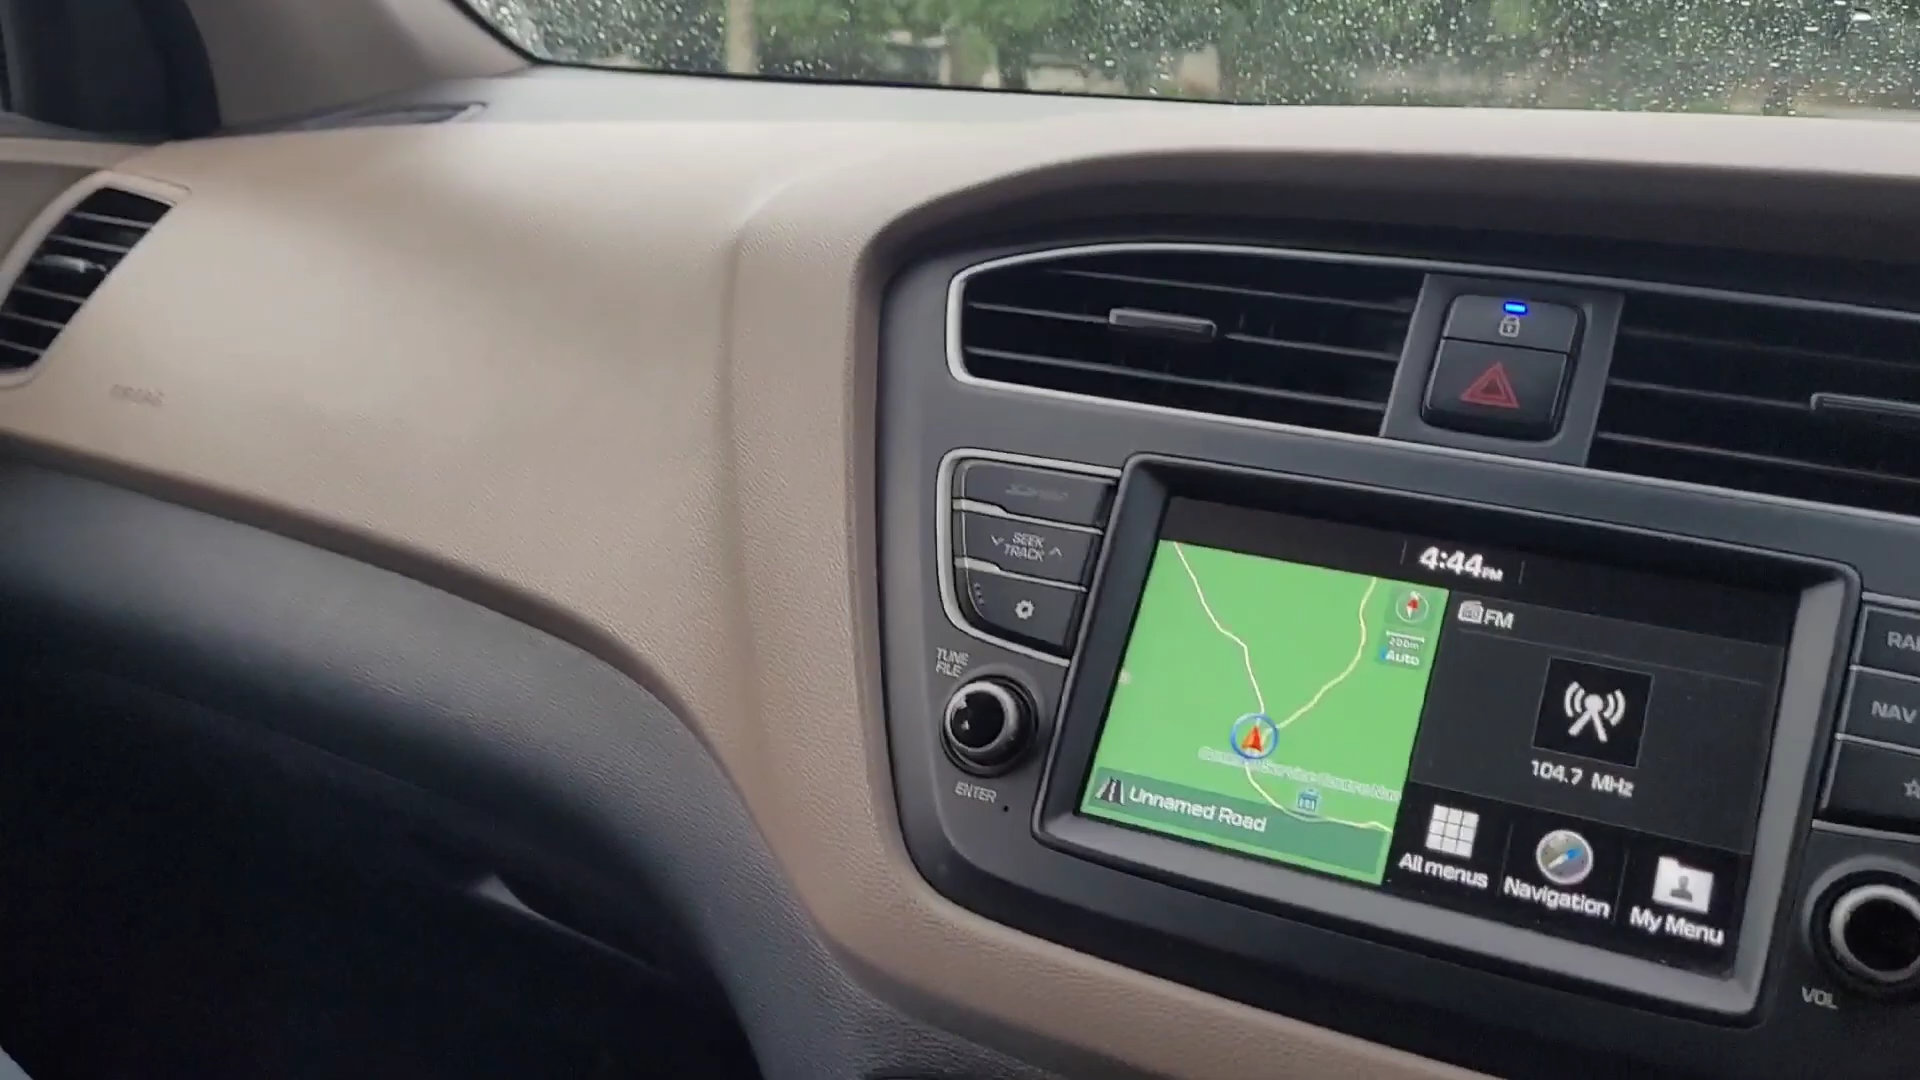 SEEK
TRACK
TUNE
FILE
ENTER
4:44PM
FM
200m
Auto
104.7 MHz
Unnamed Road
All menus
Navigation
My Menu
NAV
VOL